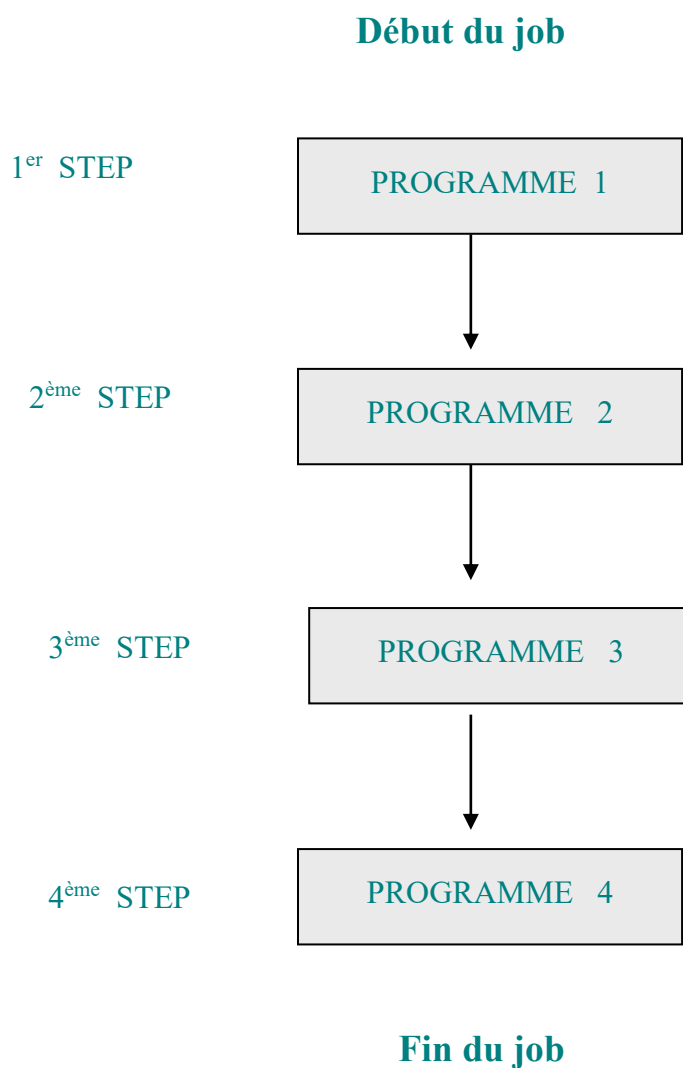 Début du job
1er STEP
PROGRAMME 1
2ème STEP
PROGRAMME 2
3ème STEP
PROGRAMME 3
4ème STEP
PROGRAMME 4
Fin du job